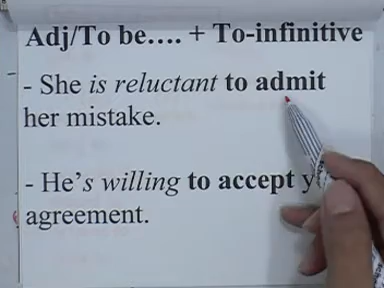 Adj/To be.... + To-infinitive
- She is reluctant to admit
her mistake.
- He's willing to accept
agreement.